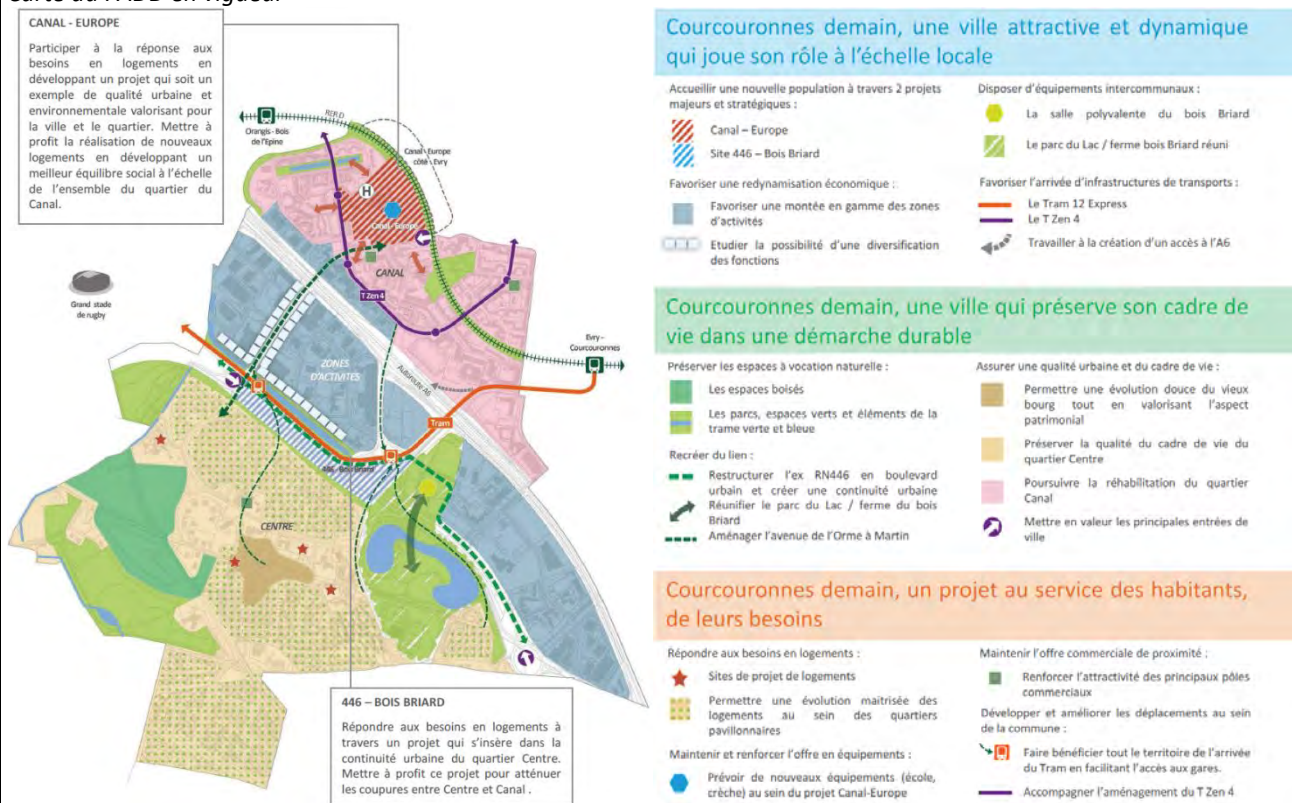 Carte du PADD en vigueur
CANAL - EUROPE
Participer à la réponse aux
besoins en logements en
développant un projet qui soit un
exemple de qualité urbaine et
environnementale valorisant pour
la ville et le quartier. Mettre à
profit la réalisation de nouveaux
logements en développant un
meilleur équilibre social à l'échelle
de l'ensemble du quartier du
Canal.
RER D
Orangis - Bois
de l'Epine
Canal - Europe
côté - Evry
H
Canal - Europe
CANAL
T Zen 4
Grand stade
de rugby
Evry -
Courcouronnes
ZONES
D'ACTIVITES
Autoroute A6
Tram
446 - Bois Briard
CENTRE
446 – BOIS BRIARD
Répondre aux besoins en logements à
travers un projet qui s'insère dans la
continuité urbaine du quartier Centre.
Mettre à profit ce projet pour atténuer
les coupures entre Centre et Canal .
Courcouronnes demain, une ville attractive et dynamique
qui joue son rôle à l'échelle locale
Accueillir une nouvelle population à travers 2 projets
majeurs et stratégiques :
Canal – Europe
Site 446 – Bois Briard
Favoriser une redynamisation économique :
Favoriser une montée en gamme des zones
d'activités
Etudier la possibilité d'une diversification
des fonctions
Disposer d'équipements intercommunaux :
La salle polyvalente du bois Briard
Le parc du Lac / ferme bois Briard réuni
Favoriser l'arrivée d'infrastructures de transports :
Le Tram 12 Express
Le T Zen 4
Travailler à la création d'un accès à l'A6
Courcouronnes demain, une ville qui préserve son cadre de
vie dans une démarche durable
Préserver les espaces à vocation naturelle :
Les espaces boisés
Les parcs, espaces verts et éléments de la
trame verte et bleue
Recréer du lien :
Restructurer l'ex RN446 en boulevard
urbain et créer une continuité urbaine
Réunifier le parc du Lac / ferme du bois
Briard
Aménager l'avenue de l'Orme à Martin
Assurer une qualité urbaine et du cadre de vie :
Permettre une évolution douce du vieux
bourg tout en valorisant l'aspect
patrimonial
Préserver la qualité du cadre de vie du
quartier Centre
Poursuivre la réhabilitation du quartier
Canal
Mettre en valeur les principales entrées de
ville
Courcouronnes demain, un projet au service des habitants,
de leurs besoins
Répondre aux besoins en logements :
Sites de projet de logements
Permettre une évolution maitrisée des
logements au sein des quartiers
pavillonnaires
Maintenir et renforcer l'offre en équipements :
Prévoir de nouveaux équipements (école,
crèche) au sein du projet Canal-Europe
Maintenir l'offre commerciale de proximité :
Renforcer l'attractivité des principaux pôles
commerciaux
Développer et améliorer les déplacements au sein
de la commune :
Faire bénéficier tout le territoire de l'arrivée
du Tram en facilitant l'accès aux gares.
Accompagner l'aménagement du T Zen 4